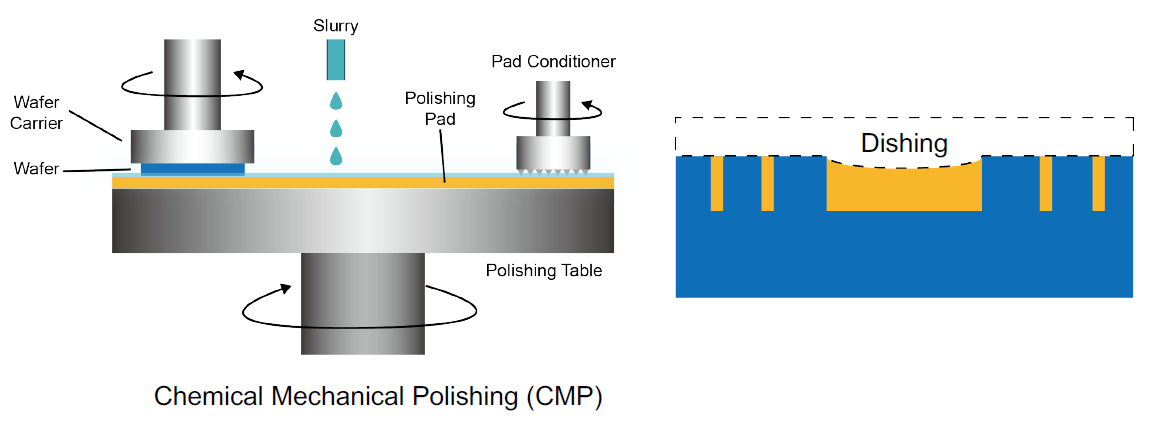 Slurry
Pad Conditioner
Wafer
Carrier
Polishing
Pad
Wafer
Polishing Table
Chemical Mechanical Polishing (CMP)
Dishing